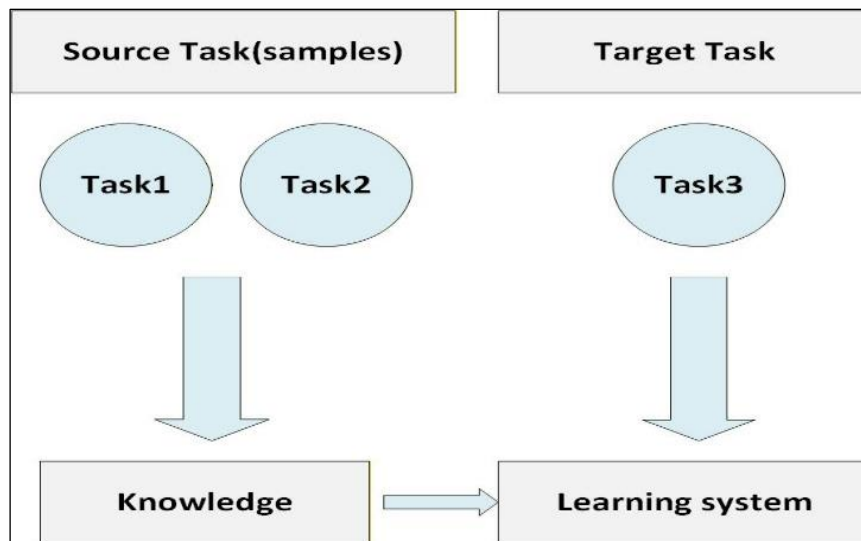 Source Task(samples)
Target Task
Task1
Task2
Task3
Knowledge
Learning system